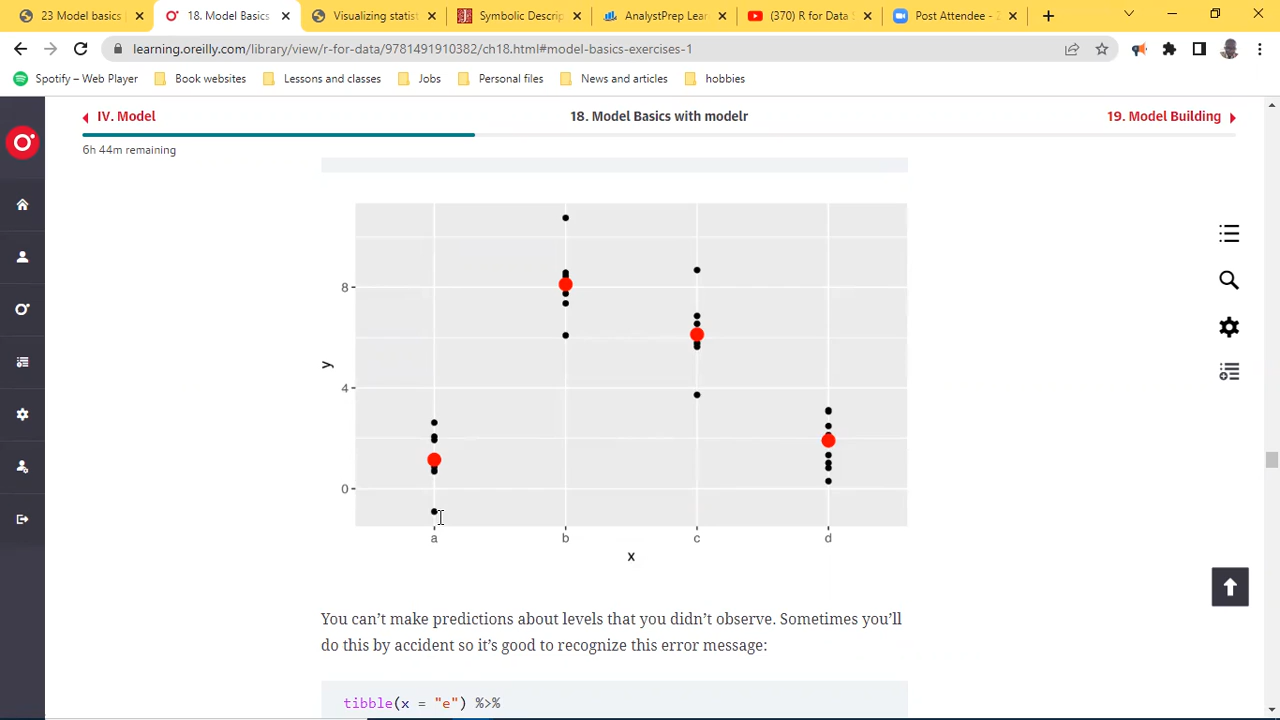 23 Model basics
18. Model Basics
Visualizing statist
Symbolic Descrip
AnalystPrep Lear
(370) R for Data
Post Attendee - Z
learning.oreilly.com/library/view/r-for-data/9781491910382/ch18.html#model-basics-exercises-1
Spotify – Web Player
Book websites
Lessons and classes
Jobs
Personal files
News and articles
hobbies
IV. Model
18. Model Basics with modelr
19. Model Building
6h 44m remaining
8
4
0
y
a b c d
x
You can’t make predictions about levels that you didn’t observe. Sometimes you’ll
do this by accident so it’s good to recognize this error message:
tibble(x = "e") %>%